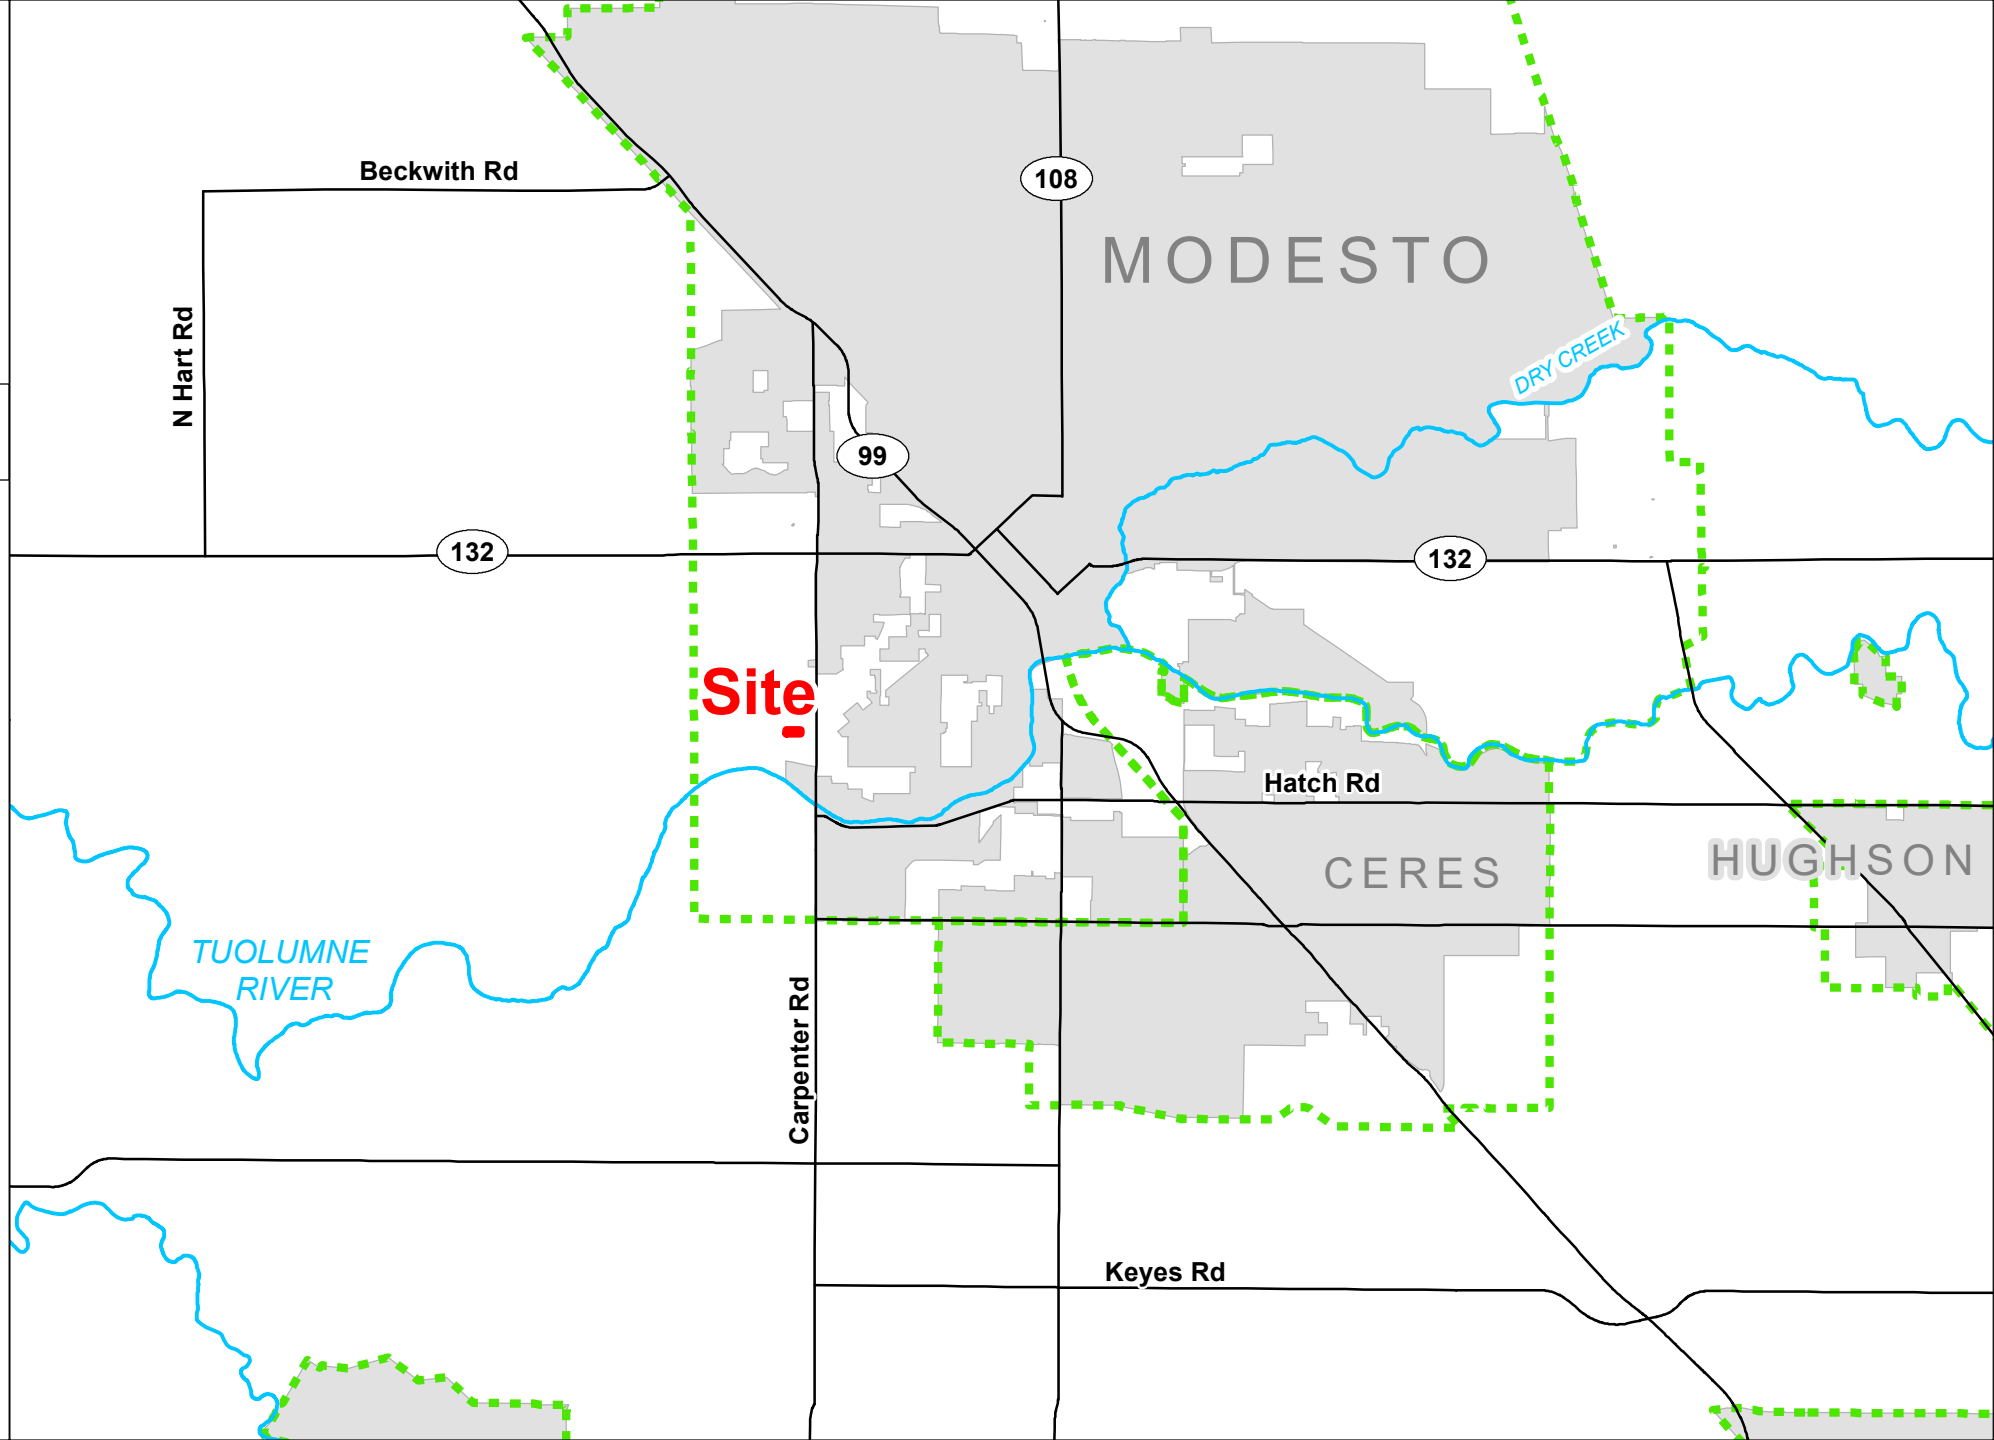 Beckwith Rd
108
MODESTO
N Hart Rd
DRY CREEK
99
132
132
Site
Hatch Rd
CERES
HUGHSON
TUOLUMNE
RIVER
Carpenter Rd
Keyes Rd